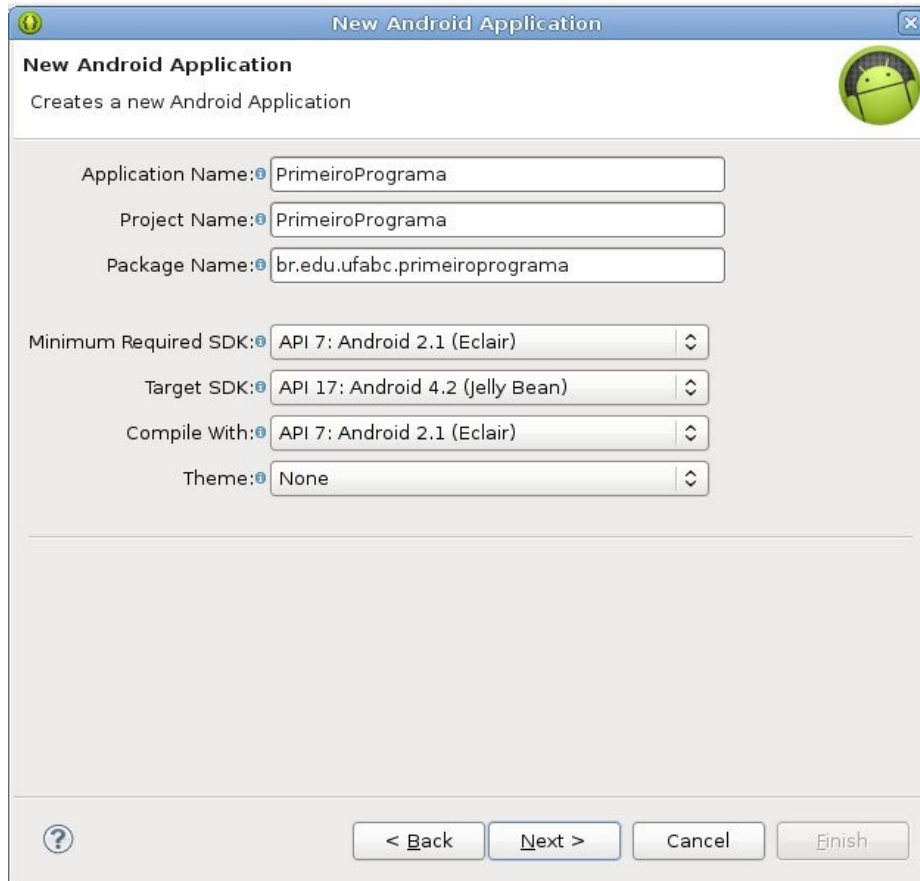 New Android Application
New Android Application
Creates a new Android Application
Application Name: PrimeiroPrograma
Project Name: PrimeiroPrograma
Package Name: br.edu.ufabc.primeiroprograma
Minimum Required SDK: API 7: Android 2.1 (Eclair)
Target SDK: API 17: Android 4.2 (Jelly Bean)
Compile With: API 7: Android 2.1 (Eclair)
Theme: None
? < Back Next > Cancel Finish